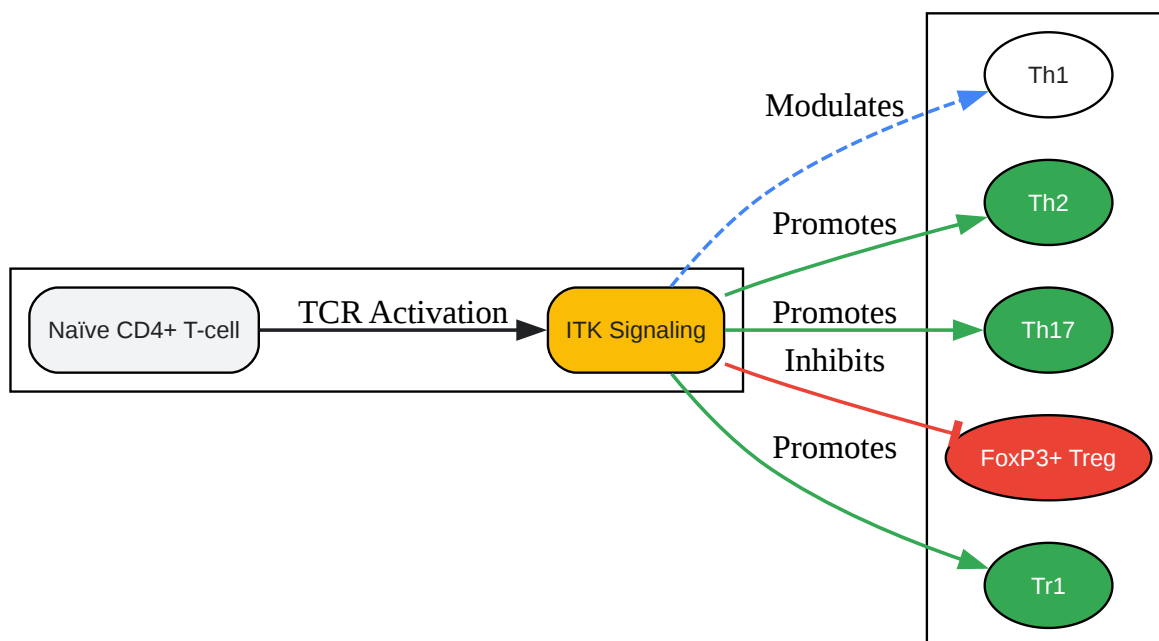 Th1
Modulates
Th2
Promotes
Naïve CD4+ T-cell
TCR Activation
ITK Signaling
Promotes
Th17
Inhibits
FoxP3+ Treg
Promotes
Tr1